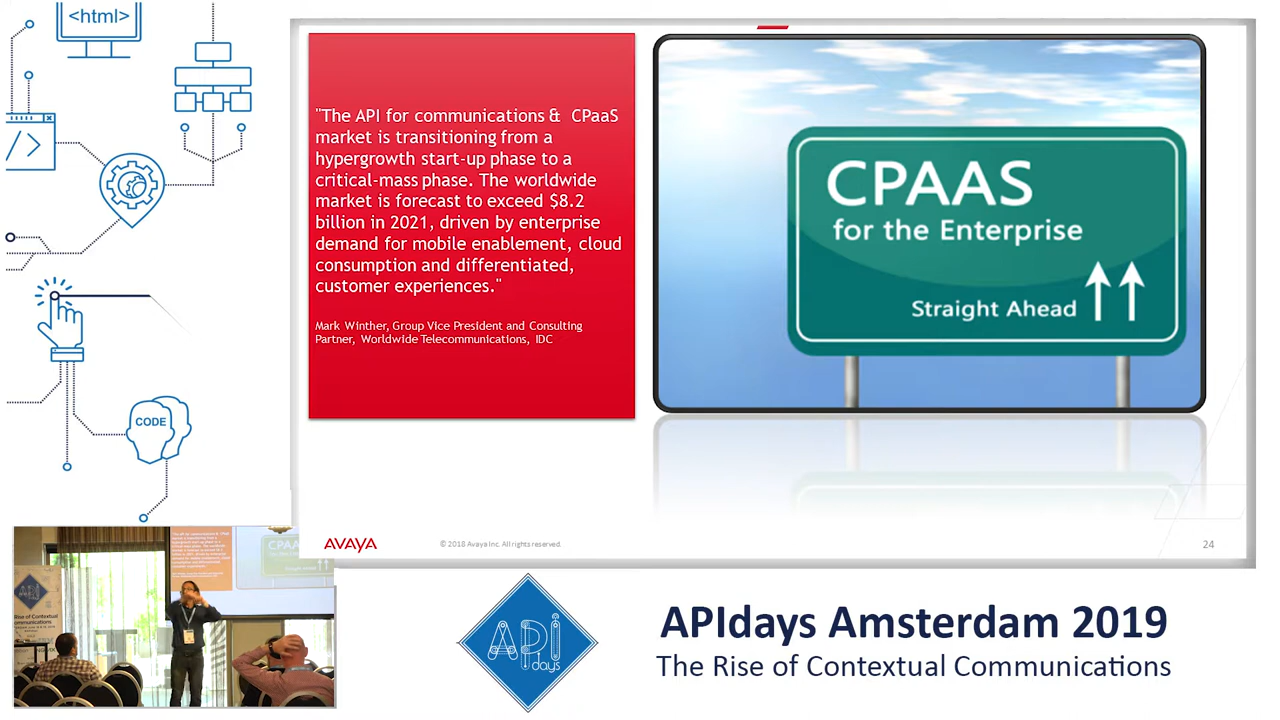 <html>
</>
CODE
"The API for communications & CPaaS
market is transitioning from a
hypergrowth start-up phase to a
critical-mass phase. The worldwide
market is forecast to exceed $8.2
billion in 2021, driven by enterprise
demand for mobile enablement, cloud
consumption and differentiated,
customer experiences."
Mark Winther, Group Vice President and Consulting
Partner, Worldwide Telecommunications, IDC
CPAAS
for the Enterprise
Straight Ahead
AVAYA
© 2018 Avaya Inc. All rights reserved.
24
Rise of Contextual
API
days
APIdays Amsterdam 2019
The Rise of Contextual Communications